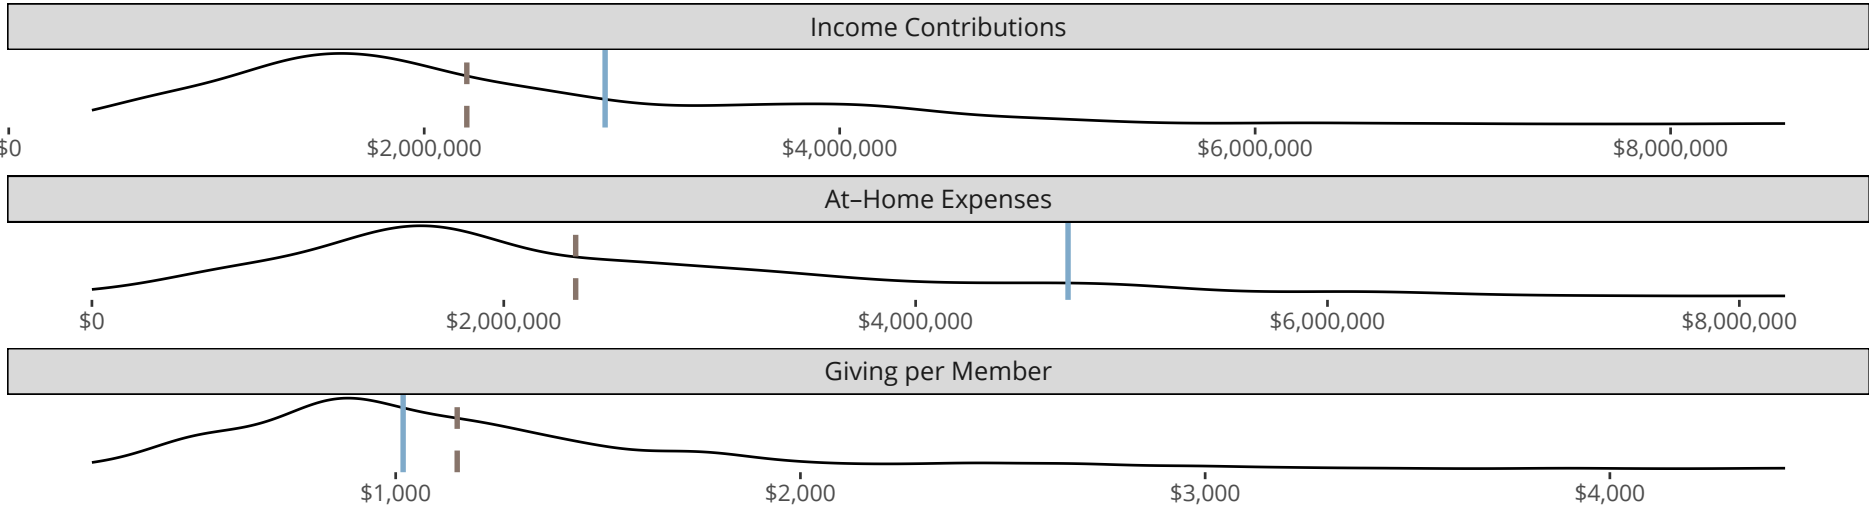 Income Contributions
$0 $2,000,000 $4,000,000 $6,000,000 $8,000,000
At–Home Expenses
$0 $2,000,000 $4,000,000 $6,000,000 $8,000,000
Giving per Member
$1,000 $2,000 $3,000 $4,000